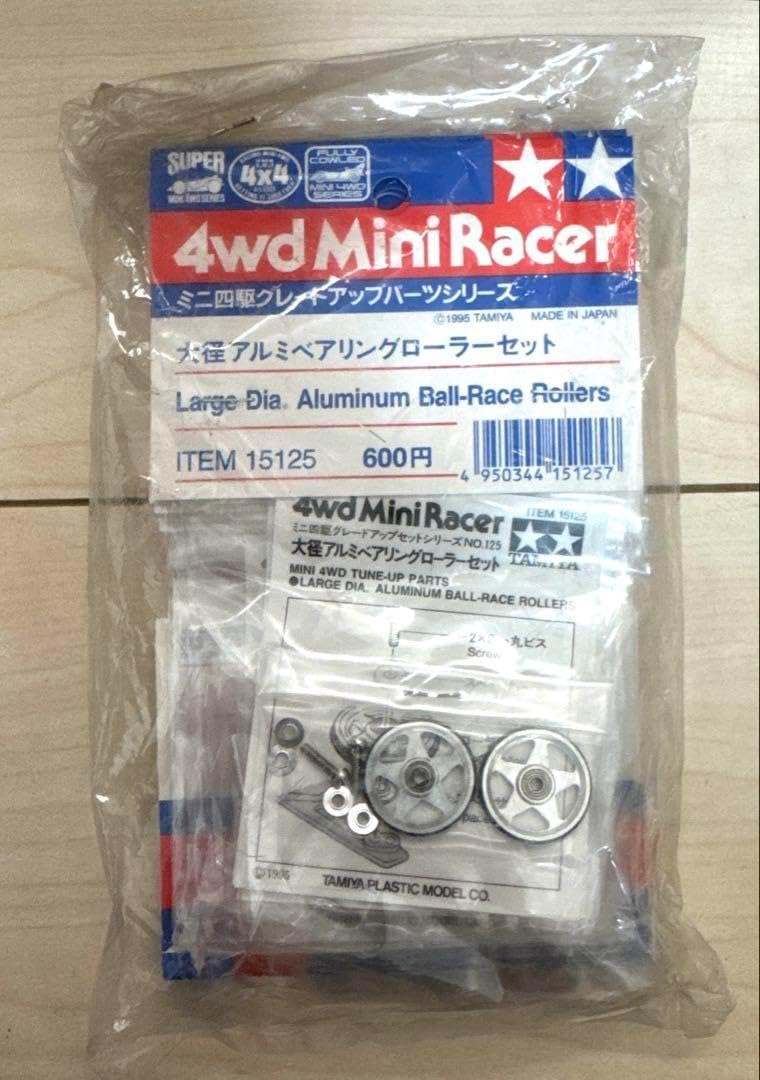 SUPER
MINI 4WD SERIES
4x4
FULLY
COWLED
MINI 4WD
SERIES
4wd Mini Racer
ミニ四駆グレードアップパーツシリーズ
©1995 TAMIYA MADE IN JAPAN
大径アルミベアリングローラーセット
Large Dia. Aluminum Ball-Race Rollers
ITEM 15125 600円
4 950344 151257
4wd Mini Racer
ITEM 15125
ミニ四駆グレードアップセットシリーズNO.125
大径アルミベアリングローラーセット
TAMIYA
MINI 4WD TUNE-UP PARTS
●LARGE DIA. ALUMINUM BALL-RACE ROLLERS
丸ビス
Screw
©1995
TAMIYA PLASTIC MODEL CO.